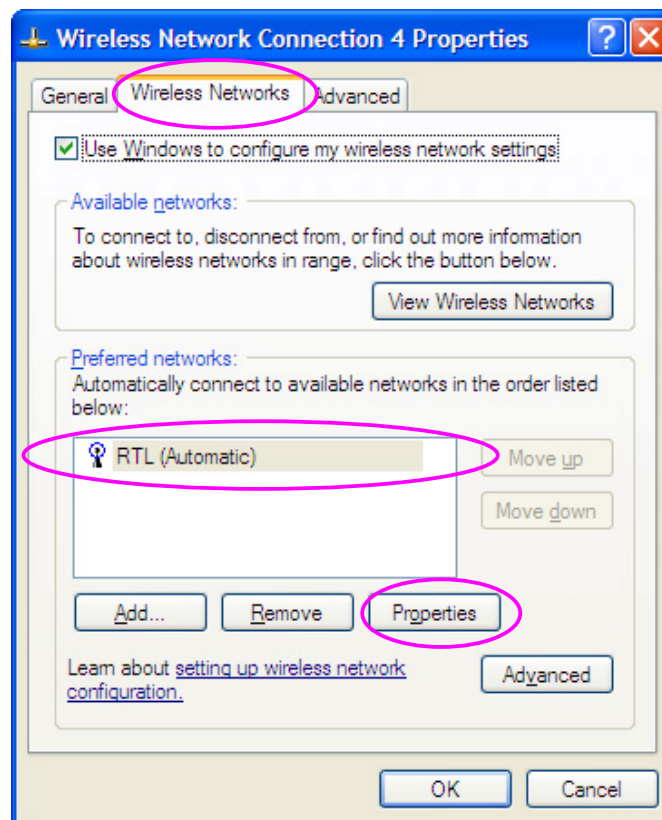 Wireless Network Connection 4 Properties
General Wireless Networks Advanced
Use Windows to configure my wireless network settings
Available networks:
To connect to, disconnect from, or find out more information
about wireless networks in range, click the button below.
View Wireless Networks
Preferred networks:
Automatically connect to available networks in the order listed
below:
RTL (Automatic)
Move up
Move down
Add... Remove Properties
Learn about setting up wireless network
configuration.
Advanced
OK Cancel